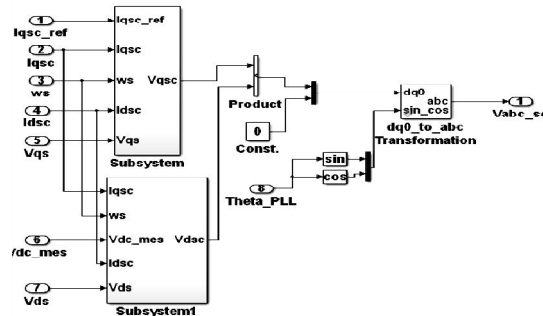 1
Iqsc_ref
2
Iqsc
3
ws
4
Idsc
5
Vqs
Iqsc_ref
Iqsc
ws
Idsc
Vqs
Vqsc
Subsystem
Iqsc
ws
Vdc_mes
Idsc
Vds
Vdsc
Subsystem1
6
Vdc_mes
7
Vds
Product
0
Const.
8
Theta_PLL
sin
cos
dq0
abc
sin_cos
dq0_to_abc
Transformation
1
Vabc_sc